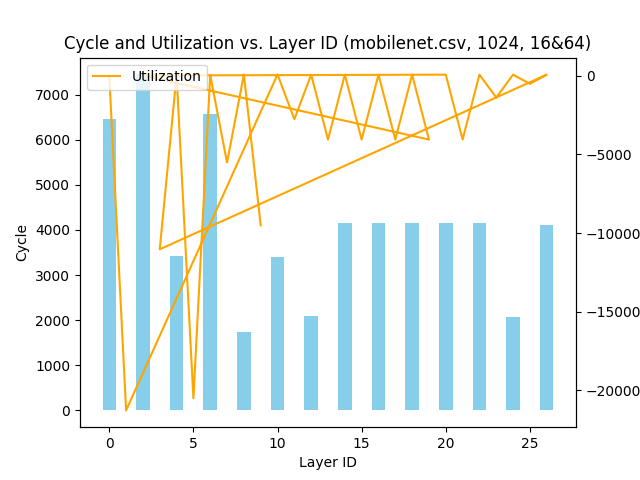 Cycle and Utilization vs. Layer ID (mobilenet.csv, 1024, 16&64)
Utilization
Cycle
7000
6000
5000
4000
3000
2000
1000
0
0
−5000
−10000
−15000
−20000
0 5 10 15 20 25
Layer ID